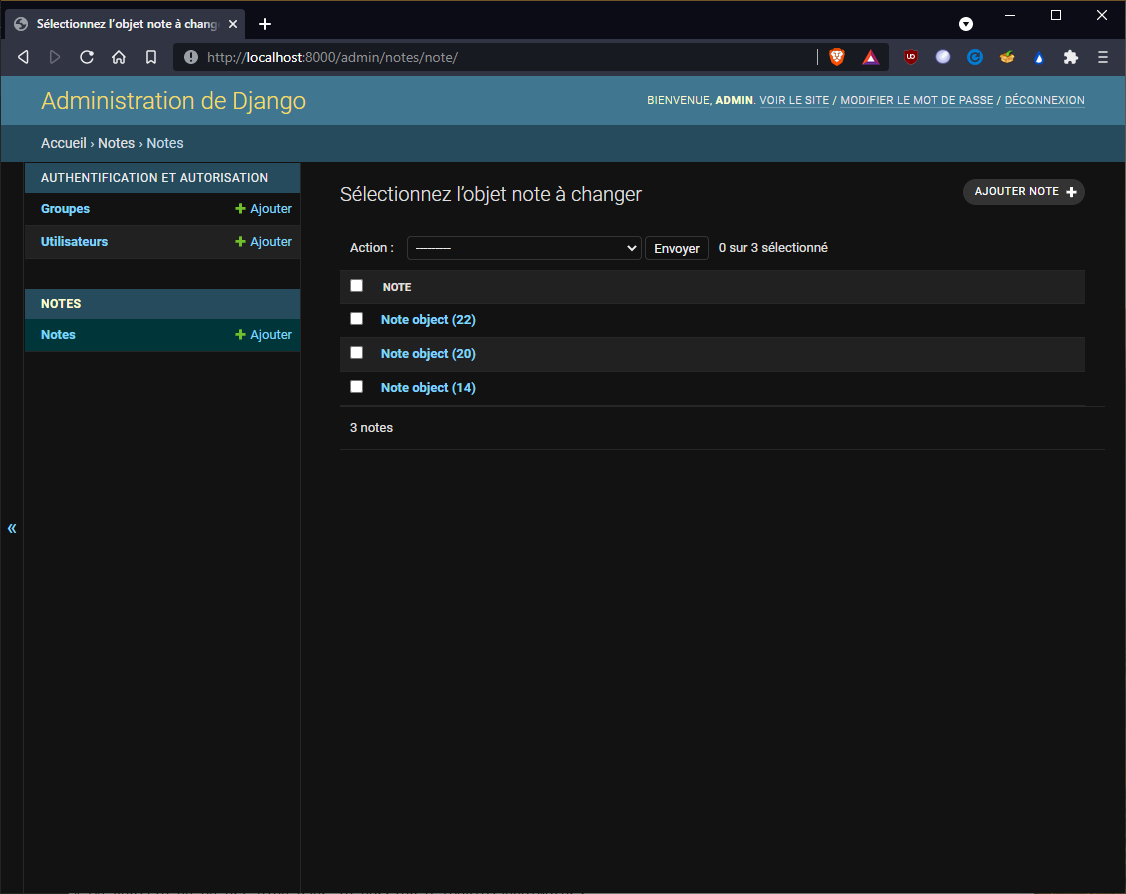 Sélectionnez l’objet note à chang
http://localhost:8000/admin/notes/note/
Administration de Django
BIENVENUE, ADMIN. VOIR LE SITE / MODIFIER LE MOT DE PASSE / DÉCONNEXION
Accueil › Notes › Notes
AUTHENTIFICATION ET AUTORISATION
Groupes Ajouter
Utilisateurs Ajouter
NOTES
Notes Ajouter
«
Sélectionnez l’objet note à changer
AJOUTER NOTE
Action : --------- Envoyer 0 sur 3 sélectionné
NOTE
Note object (22)
Note object (20)
Note object (14)
3 notes